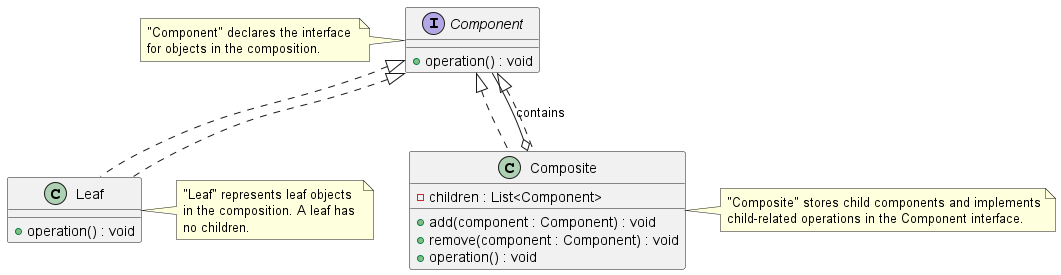 "Component" declares the interface
for objects in the composition.
I
Component
operation() : void
contains
C
Leaf
operation() : void
"Leaf" represents leaf objects
in the composition. A leaf has
no children.
C
Composite
children : List<Component>
add(component : Component) : void
remove(component : Component) : void
operation() : void
"Composite" stores child components and implements
child-related operations in the Component interface.